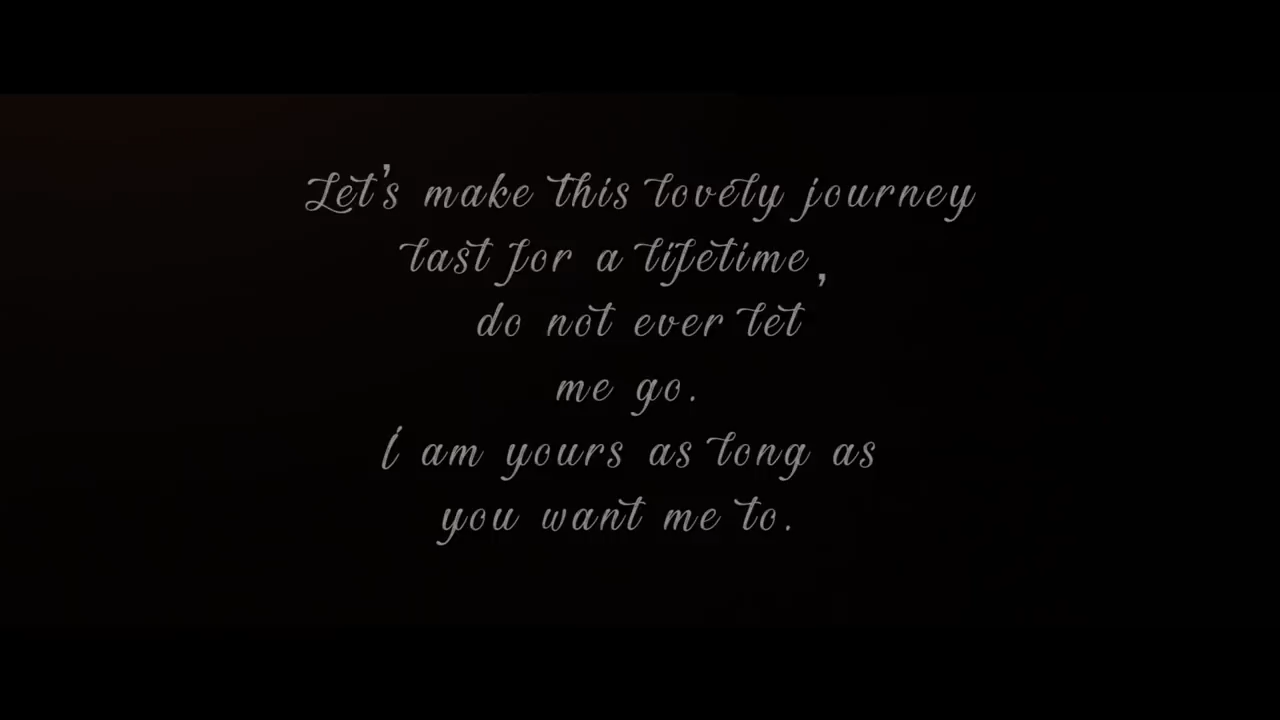 Let's make this lovely journey
last for a lifetime,
do not ever let
me go.
I am yours as long as
you want me to.